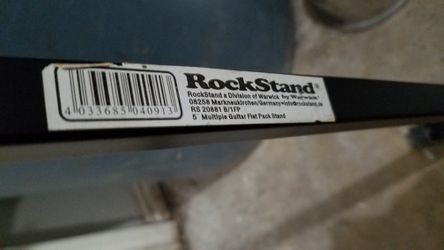 RockStand®
RockStand a Division of Warwick by Warwick
08258 Markneukirchen/Germany•info@rockstand.de
RS 20881 B/1FP
5 Multiple Guitar Flat Pack Stand
4 033685 040913